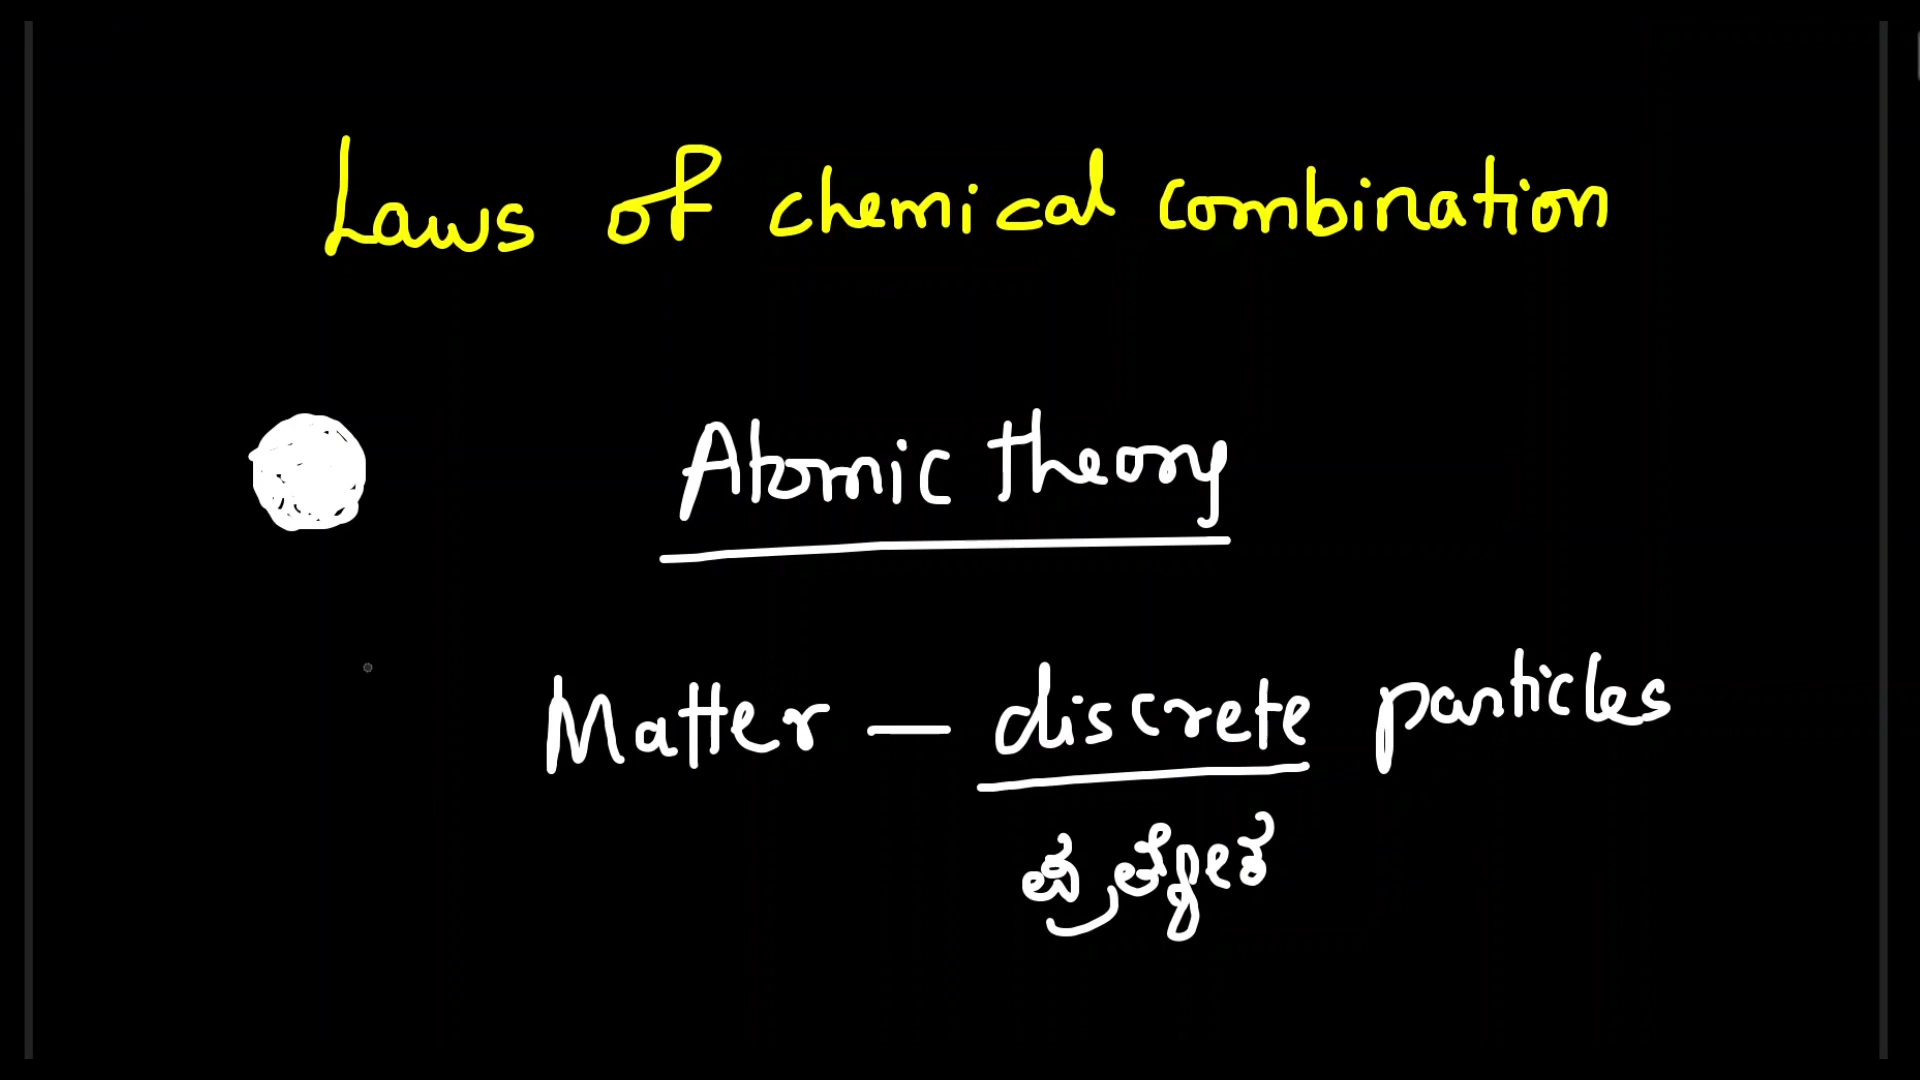 Laws of chemical combination
Atomic theory
Matter — discrete particles
ಪ್ರತ್ಯೇಕ